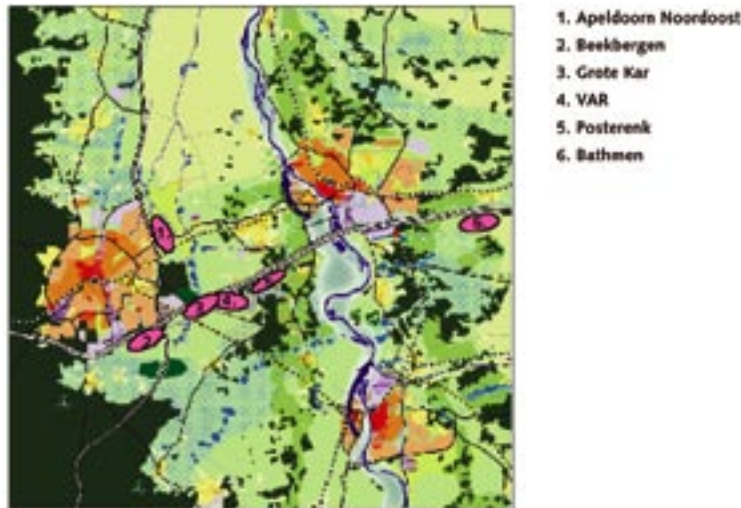 1. Apeldoorn Noordoost
2. Beekbergen
3. Grote Kar
4. VAR
5. Posterenk
6. Bathmen